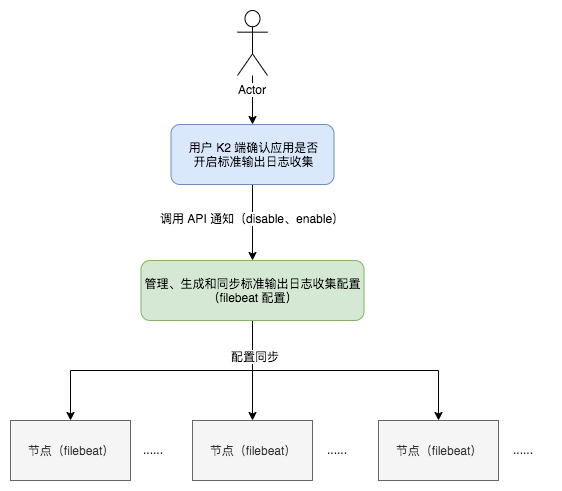 Actor
用户 K2 端确认应用是否
开启标准输出日志收集
调用 API 通知（disable、enable）
管理、生成和同步标准输出日志收集配置
（filebeat 配置）
配置同步
节点（filebeat） ...... 节点（filebeat） ...... 节点（filebeat） ......